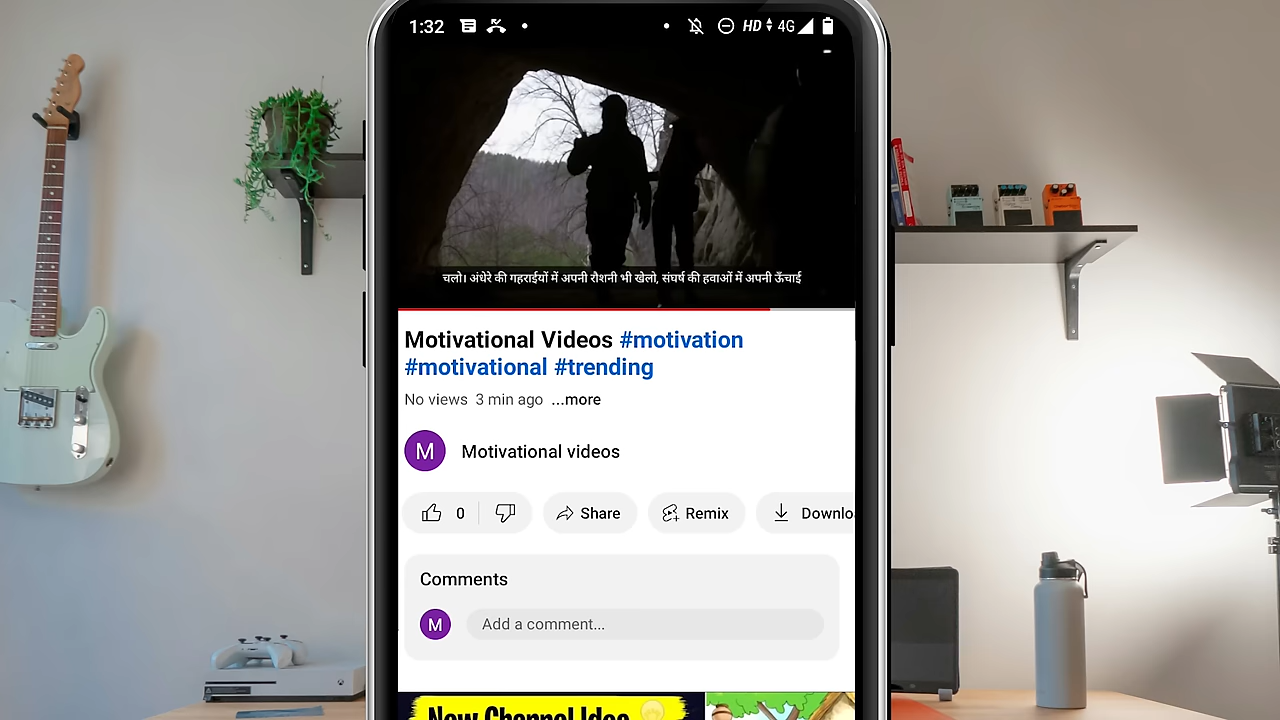 1:32
HD 4G
चलो। अंधेरे की गहराईयों में अपनी रौशनी भी खेलो, संघर्ष की हवाओं में अपनी ऊँचाई
Motivational Videos #motivation
#motivational #trending
No views 3 min ago ...more
M Motivational videos
0 Share Remix Downlo
Comments
M Add a comment...
New Channel Idea